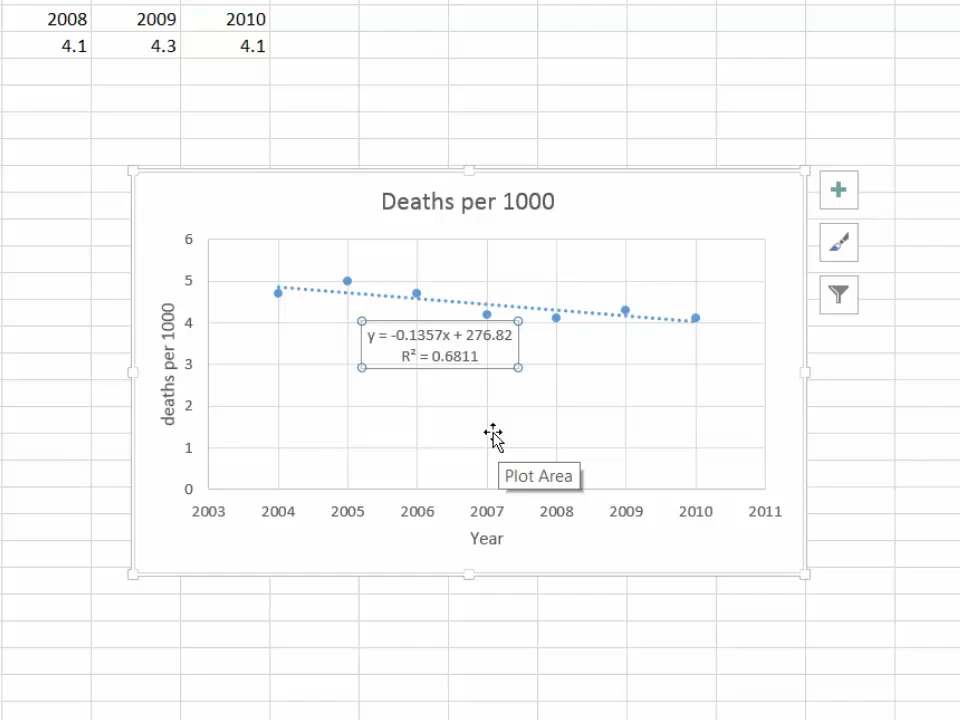 2008 2009 2010
4.1 4.3 4.1
Deaths per 1000
6
5
4
3
2
1
0
deaths per 1000
y = -0.1357x + 276.82
R² = 0.6811
Plot Area
2003 2004 2005 2006 2007 2008 2009 2010 2011
Year